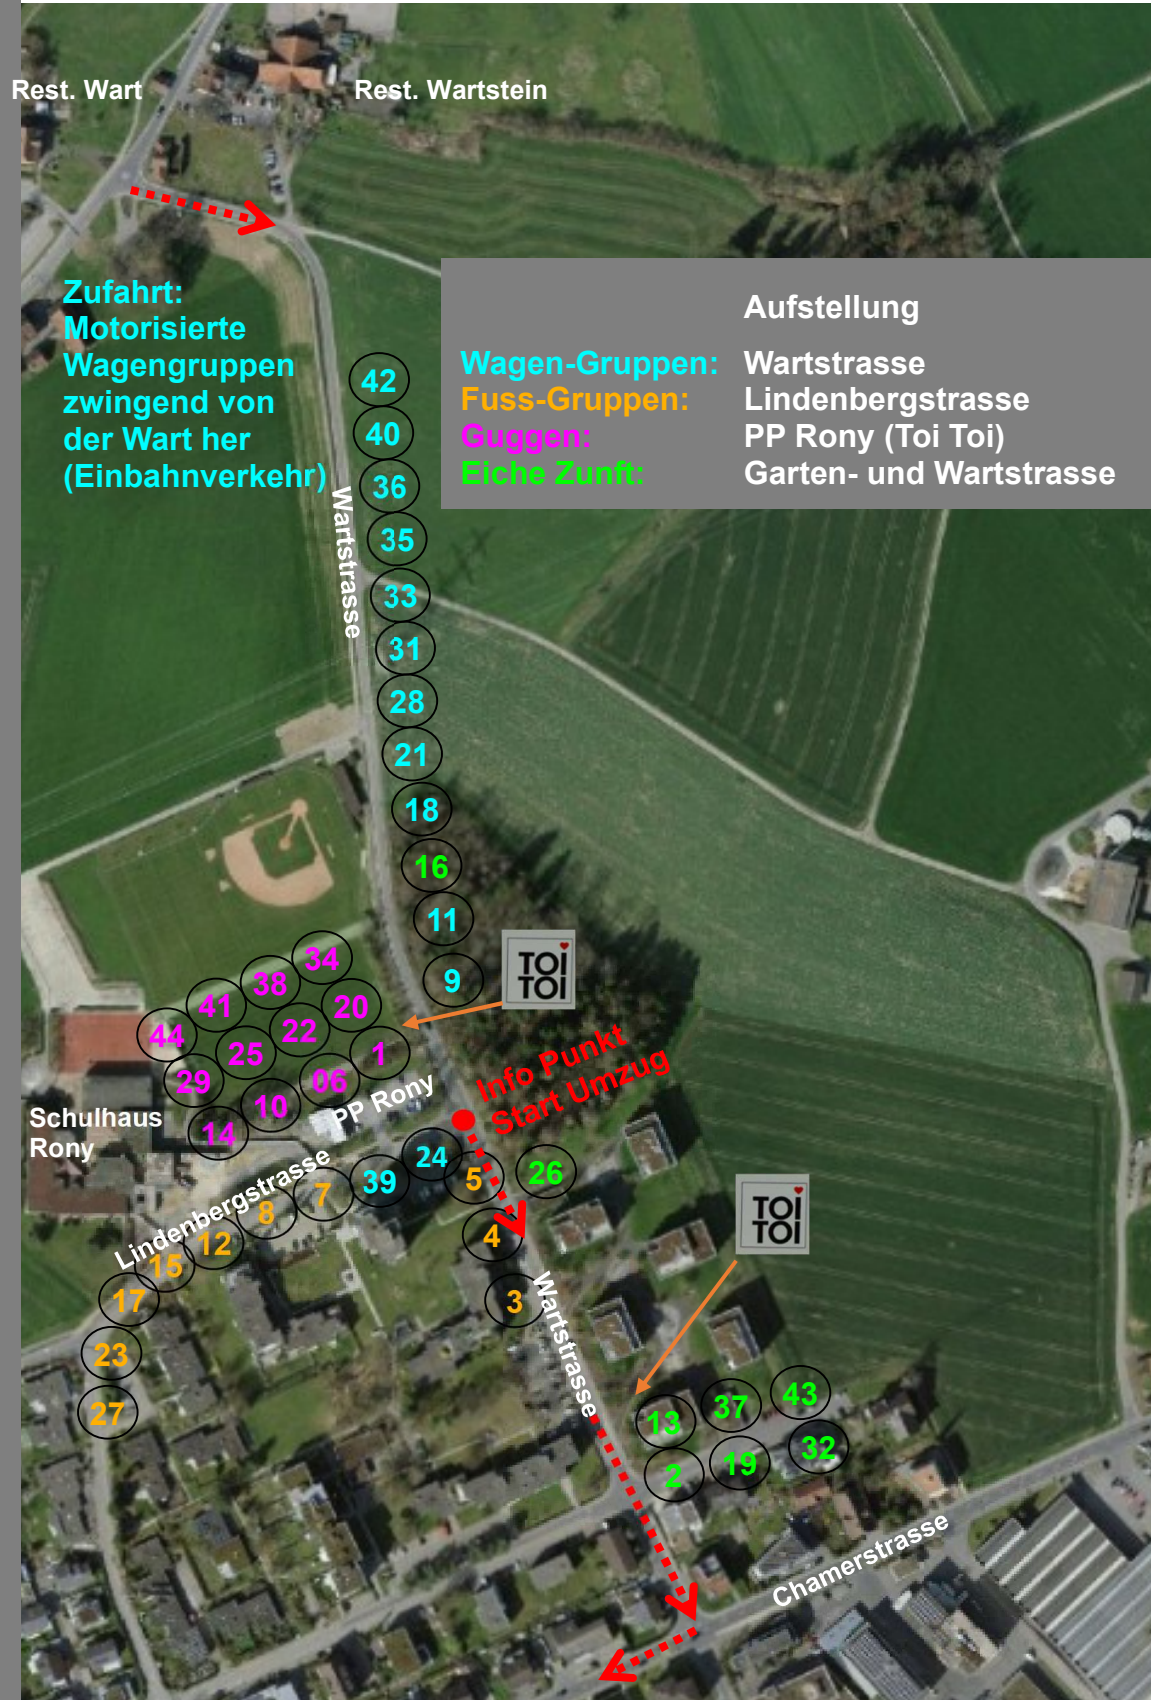 Rest. Wart
Rest. Wartstein
Zufahrt:
Motorisierte
Wagengruppen
zwingend von
der Wart her
(Einbahnverkehr)
Aufstellung
Wagen-Gruppen: Wartstrasse
Fuss-Gruppen: Lindenbergstrasse
Guggen: PP Rony (Toi Toi)
Eiche Zunft: Garten- und Wartstrasse
42
40
36
Wartstrasse
35
33
31
28
21
18
16
11
9
TOI
TOI
34
38
41
20
44
22
25
1
29
06
10
14
PP Rony
Schulhaus
Rony
Info Punkt
Start Umzug
24
39
5
26
Lindenbergstrasse
7
8
12
15
17
23
27
4
3
Wartstrasse
TOI
TOI
13
37
43
2
19
32
Chamerstrasse